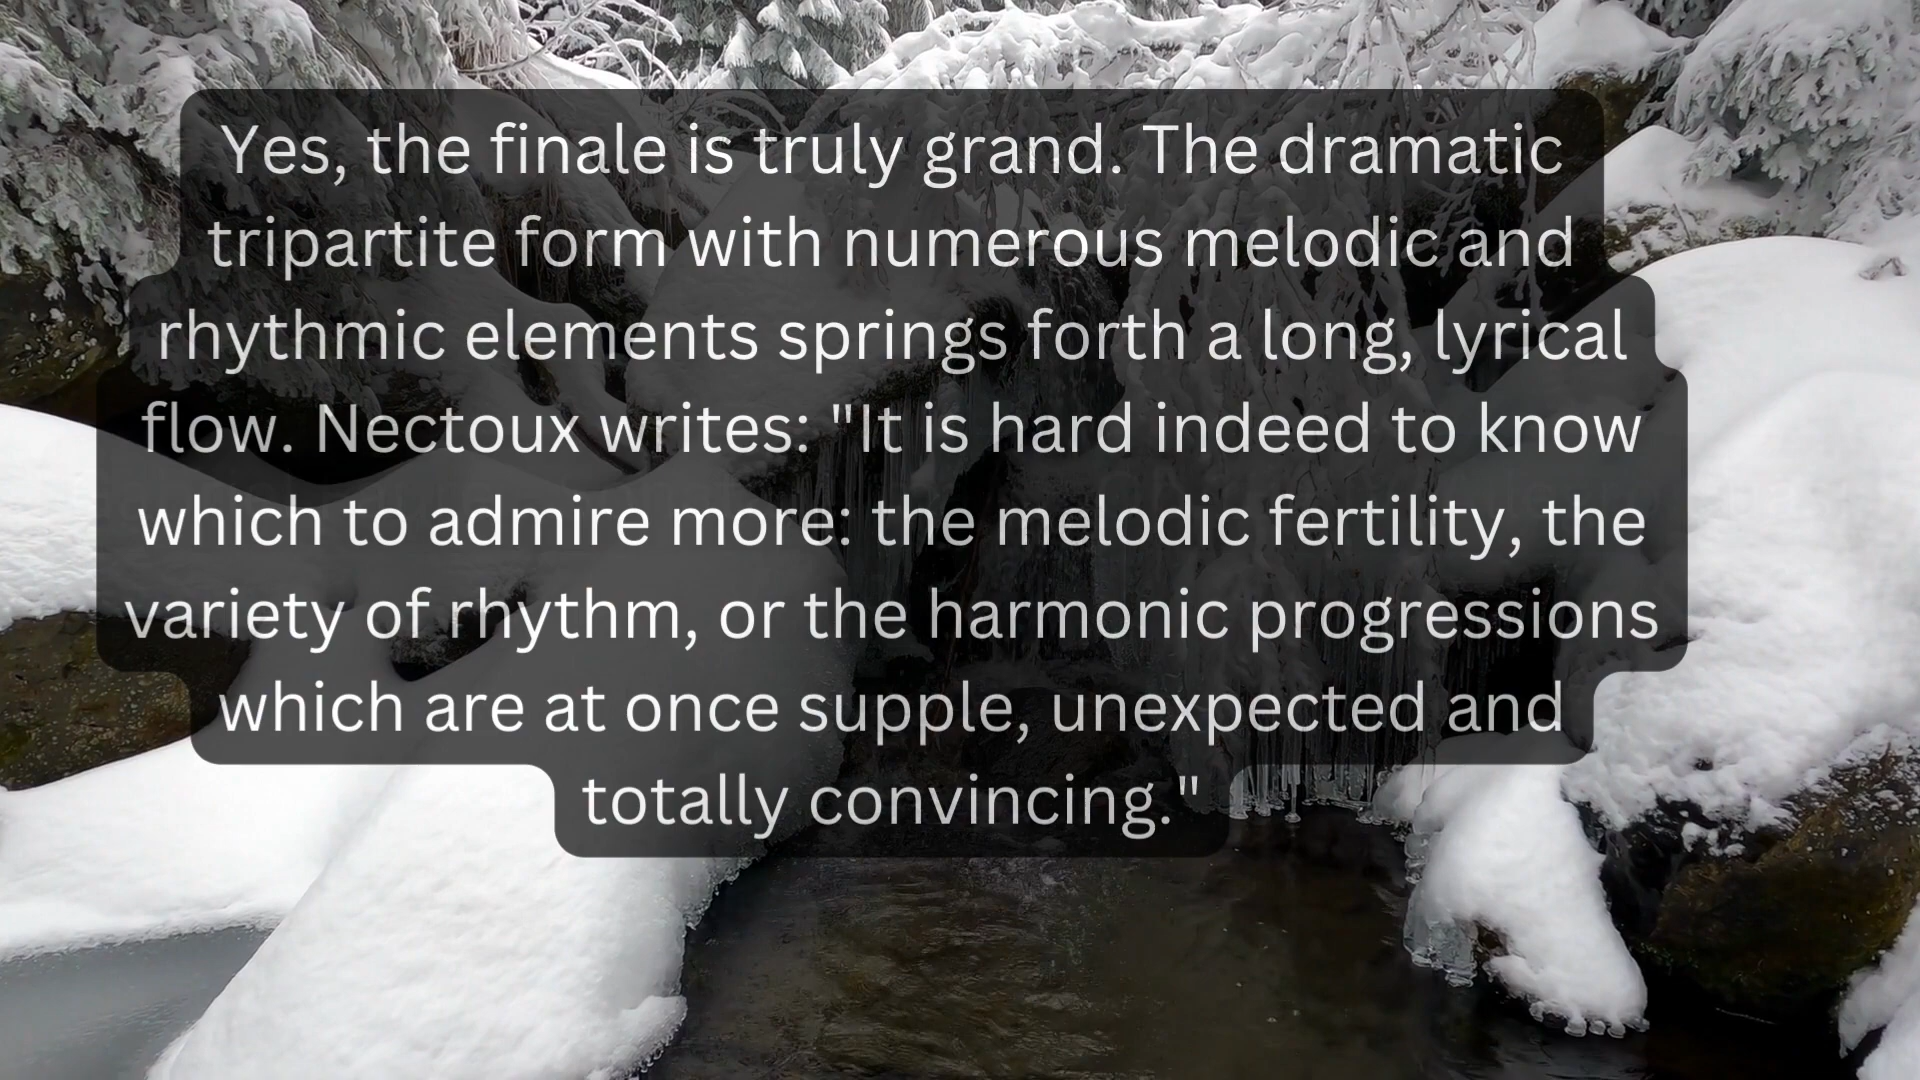 Yes, the finale is truly grand. The dramatic
tripartite form with numerous melodic and
rhythmic elements springs forth a long, lyrical
flow. Nectoux writes: "It is hard indeed to know
which to admire more: the melodic fertility, the
variety of rhythm, or the harmonic progressions
which are at once supple, unexpected and
totally convincing."